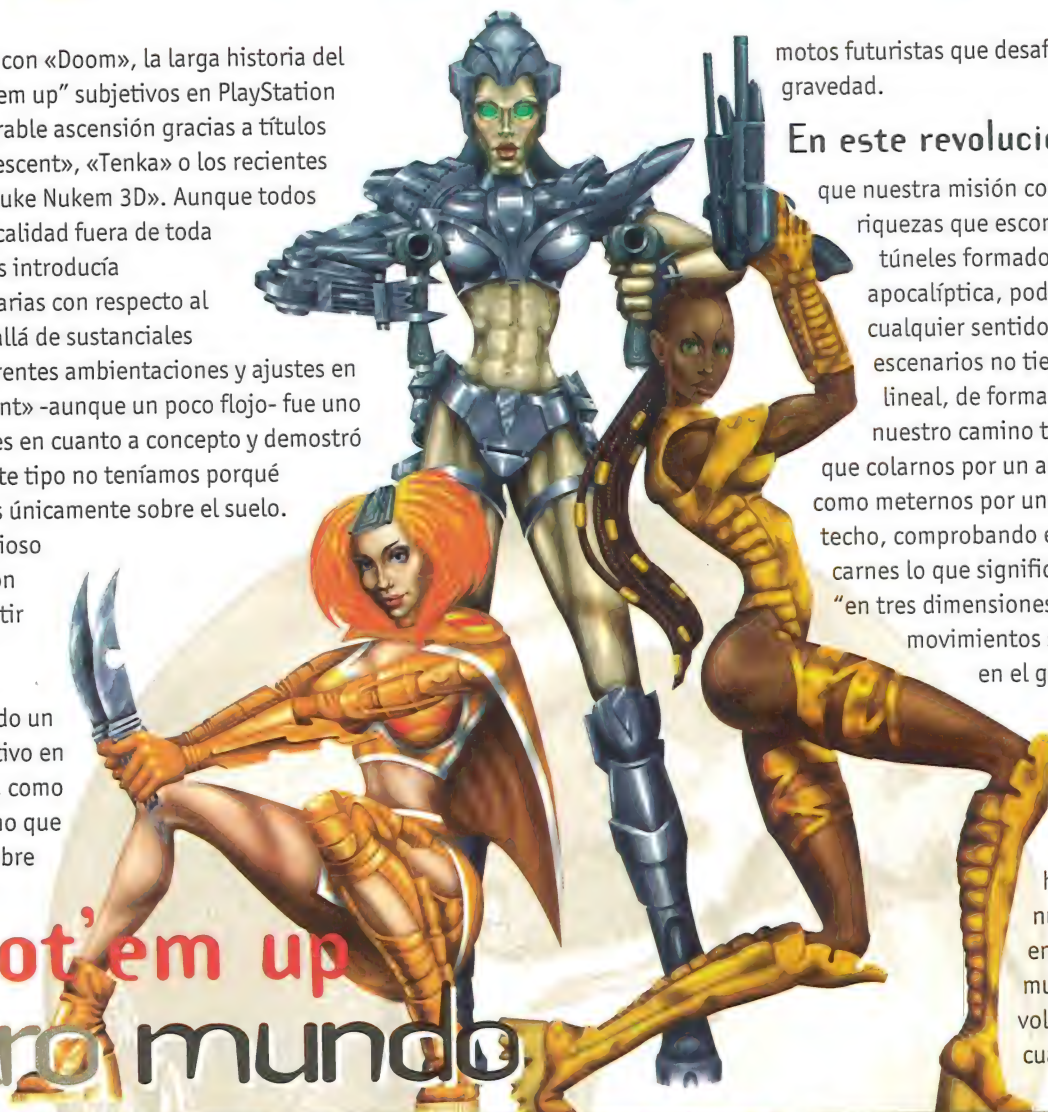 con «Doom», la larga historia del
em up” subjetivos en PlayStation
rable ascensión gracias a títulos
escent», «Tenka» o los recientes
uke Nukem 3D». Aunque todos
calidad fuera de toda
s introducía
arias con respecto al
allá de sustanciales
rentes ambientaciones y ajustes en
nt» -aunque un poco flojo- fue uno
es en cuanto a concepto y demostró
te tipo no teníamos porqué
s únicamente sobre el suelo.
ioso
on
tir
do un
tivo en
como
no que
bre
ot'em up
ro mundo
motos futuristas que desaf
gravedad.
En este revoluci
que nuestra misión co
riquezas que escon
túneles formado
apocalíptica, pod
cualquier sentido
escenarios no tie
lineal, de forma
nuestro camino t
que colarnos por un a
como meternos por un
techo, comprobando e
carnes lo que signific
“en tres dimensiones
movimientos
en el g
h
n
en
mu
vol
cua